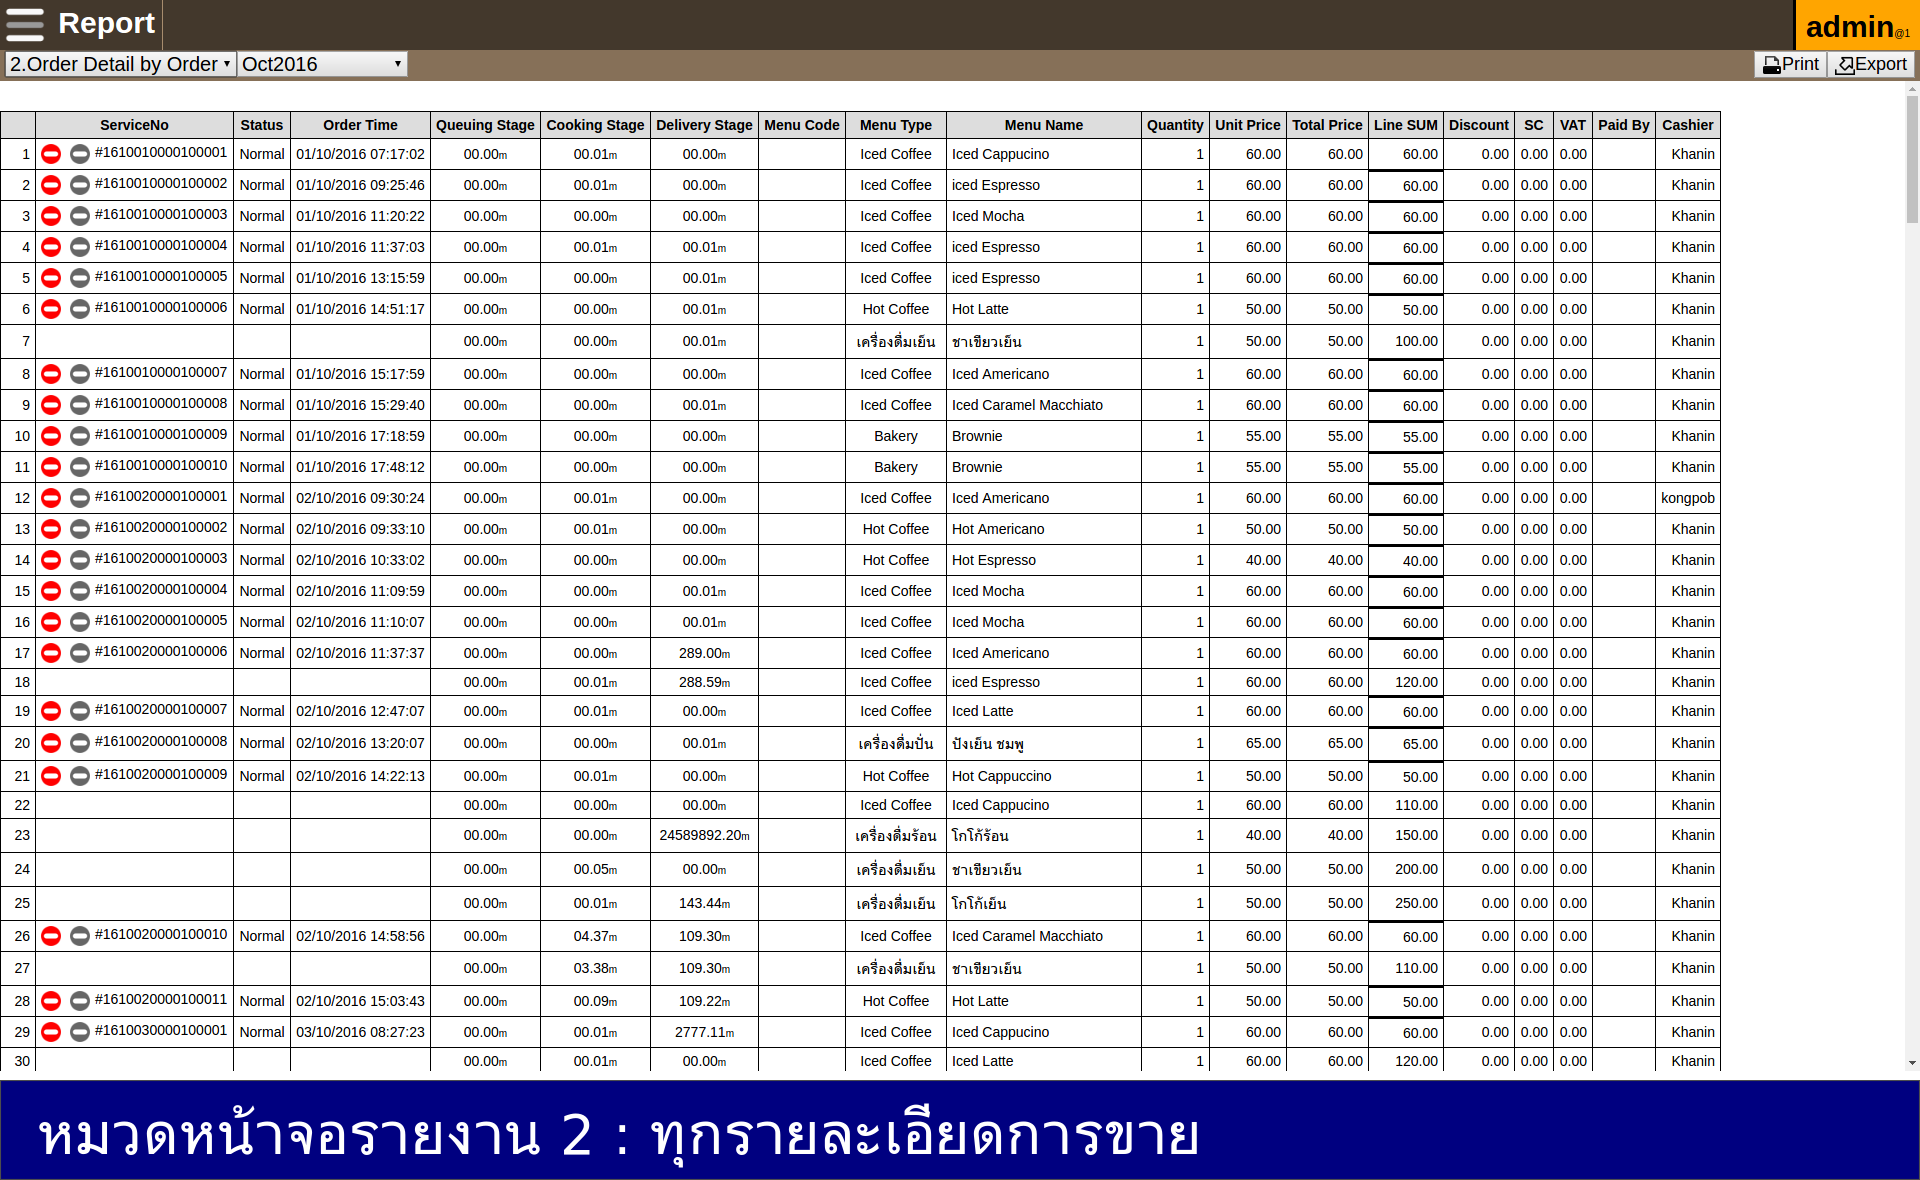 Report admin@1
2.Order Detail by Order Oct2016 Print Export
ServiceNo Status Order Time Queuing Stage Cooking Stage Delivery Stage Menu Code Menu Type Menu Name Quantity Unit Price Total Price Line SUM Discount SC VAT Paid By Cashier
1 #1610010000100001 Normal 01/10/2016 07:17:02 00.00m 00.01m 00.00m Iced Coffee Iced Cappucino 1 60.00 60.00 60.00 0.00 0.00 0.00 Khanin
2 #1610010000100002 Normal 01/10/2016 09:25:46 00.00m 00.01m 00.00m Iced Coffee iced Espresso 1 60.00 60.00 60.00 0.00 0.00 0.00 Khanin
3 #1610010000100003 Normal 01/10/2016 11:20:22 00.00m 00.00m 00.00m Iced Coffee Iced Mocha 1 60.00 60.00 60.00 0.00 0.00 0.00 Khanin
4 #1610010000100004 Normal 01/10/2016 11:37:03 00.00m 00.01m 00.01m Iced Coffee iced Espresso 1 60.00 60.00 60.00 0.00 0.00 0.00 Khanin
5 #1610010000100005 Normal 01/10/2016 13:15:59 00.00m 00.00m 00.01m Iced Coffee iced Espresso 1 60.00 60.00 60.00 0.00 0.00 0.00 Khanin
6 #1610010000100006 Normal 01/10/2016 14:51:17 00.00m 00.00m 00.01m Hot Coffee Hot Latte 1 50.00 50.00 50.00 0.00 0.00 0.00 Khanin
7 00.00m 00.00m 00.01m เครื่องดื่มเย็น ชาเขียวเย็น 1 50.00 50.00 100.00 0.00 0.00 0.00 Khanin
8 #1610010000100007 Normal 01/10/2016 15:17:59 00.00m 00.00m 00.00m Iced Coffee Iced Americano 1 60.00 60.00 60.00 0.00 0.00 0.00 Khanin
9 #1610010000100008 Normal 01/10/2016 15:29:40 00.00m 00.00m 00.01m Iced Coffee Iced Caramel Macchiato 1 60.00 60.00 60.00 0.00 0.00 0.00 Khanin
10 #1610010000100009 Normal 01/10/2016 17:18:59 00.00m 00.00m 00.00m Bakery Brownie 1 55.00 55.00 55.00 0.00 0.00 0.00 Khanin
11 #1610010000100010 Normal 01/10/2016 17:48:12 00.00m 00.00m 00.00m Bakery Brownie 1 55.00 55.00 55.00 0.00 0.00 0.00 Khanin
12 #1610020000100001 Normal 02/10/2016 09:30:24 00.00m 00.01m 00.00m Iced Coffee Iced Americano 1 60.00 60.00 60.00 0.00 0.00 0.00 kongpob
13 #1610020000100002 Normal 02/10/2016 09:33:10 00.00m 00.01m 00.00m Hot Coffee Hot Americano 1 50.00 50.00 50.00 0.00 0.00 0.00 Khanin
14 #1610020000100003 Normal 02/10/2016 10:33:02 00.00m 00.00m 00.00m Hot Coffee Hot Espresso 1 40.00 40.00 40.00 0.00 0.00 0.00 Khanin
15 #1610020000100004 Normal 02/10/2016 11:09:59 00.00m 00.00m 00.01m Iced Coffee Iced Mocha 1 60.00 60.00 60.00 0.00 0.00 0.00 Khanin
16 #1610020000100005 Normal 02/10/2016 11:10:07 00.00m 00.00m 00.01m Iced Coffee Iced Mocha 1 60.00 60.00 60.00 0.00 0.00 0.00 Khanin
17 #1610020000100006 Normal 02/10/2016 11:37:37 00.00m 00.00m 289.00m Iced Coffee Iced Americano 1 60.00 60.00 60.00 0.00 0.00 0.00 Khanin
18 00.00m 00.01m 288.59m Iced Coffee iced Espresso 1 60.00 60.00 120.00 0.00 0.00 0.00 Khanin
19 #1610020000100007 Normal 02/10/2016 12:47:07 00.00m 00.01m 00.00m Iced Coffee Iced Latte 1 60.00 60.00 60.00 0.00 0.00 0.00 Khanin
20 #1610020000100008 Normal 02/10/2016 13:20:07 00.00m 00.00m 00.01m เครื่องดื่มปั่น ปังเย็น ชมพู 1 65.00 65.00 65.00 0.00 0.00 0.00 Khanin
21 #1610020000100009 Normal 02/10/2016 14:22:13 00.00m 00.01m 00.00m Hot Coffee Hot Cappuccino 1 50.00 50.00 50.00 0.00 0.00 0.00 Khanin
22 00.00m 00.00m 00.00m Iced Coffee Iced Cappucino 1 60.00 60.00 110.00 0.00 0.00 0.00 Khanin
23 00.00m 00.00m 24589892.20m เครื่องดื่มร้อน โกโก้ร้อน 1 40.00 40.00 150.00 0.00 0.00 0.00 Khanin
24 00.00m 00.05m 00.00m เครื่องดื่มเย็น ชาเขียวเย็น 1 50.00 50.00 200.00 0.00 0.00 0.00 Khanin
25 00.00m 00.01m 143.44m เครื่องดื่มเย็น โกโก้เย็น 1 50.00 50.00 250.00 0.00 0.00 0.00 Khanin
26 #1610020000100010 Normal 02/10/2016 14:58:56 00.00m 04.37m 109.30m Iced Coffee Iced Caramel Macchiato 1 60.00 60.00 60.00 0.00 0.00 0.00 Khanin
27 00.00m 03.38m 109.30m เครื่องดื่มเย็น ชาเขียวเย็น 1 50.00 50.00 110.00 0.00 0.00 0.00 Khanin
28 #1610020000100011 Normal 02/10/2016 15:03:43 00.00m 00.09m 109.22m Hot Coffee Hot Latte 1 50.00 50.00 50.00 0.00 0.00 0.00 Khanin
29 #1610030000100001 Normal 03/10/2016 08:27:23 00.00m 00.01m 2777.11m Iced Coffee Iced Cappucino 1 60.00 60.00 60.00 0.00 0.00 0.00 Khanin
30 00.00m 00.01m 00.00m Iced Coffee Iced Latte 1 60.00 60.00 120.00 0.00 0.00 0.00 Khanin
หมวดหน้าจอรายงาน 2 : ทุกรายละเอียดการขาย